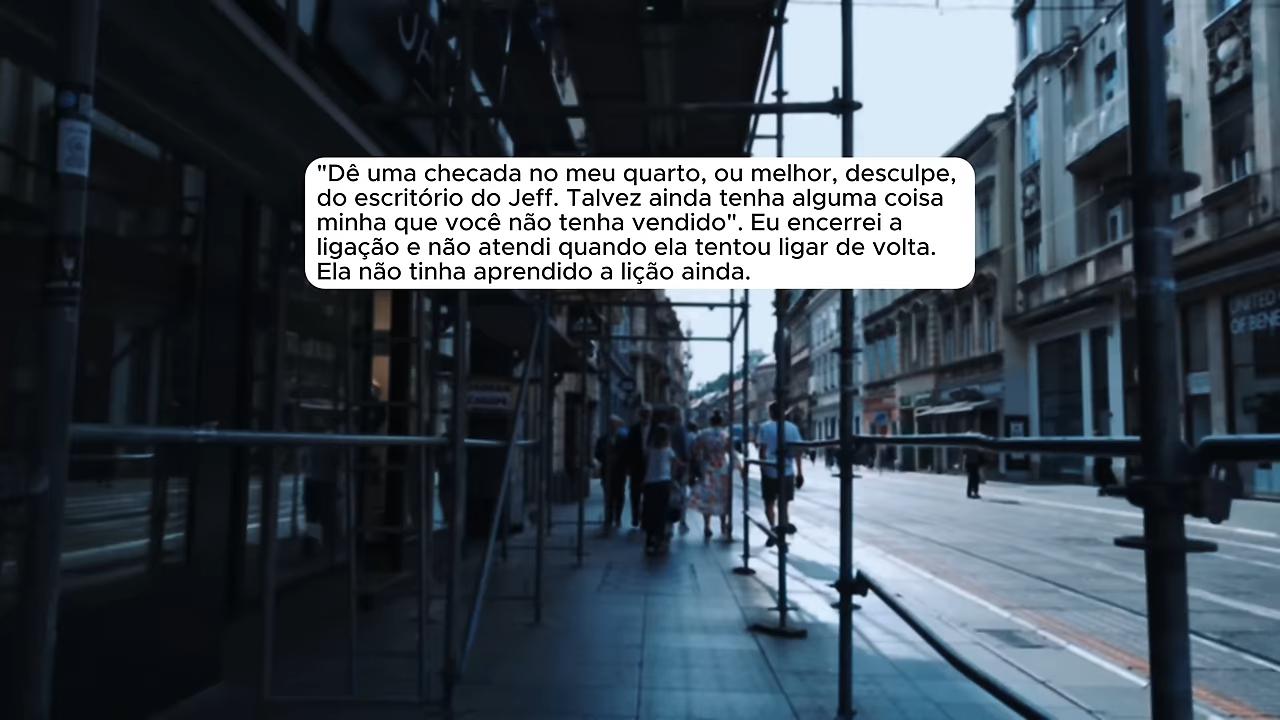 "Dê uma checada no meu quarto, ou melhor, desculpe,
do escritório do Jeff. Talvez ainda tenha alguma coisa
minha que você não tenha vendido". Eu encerrei a
ligação e não atendi quando ela tentou ligar de volta.
Ela não tinha aprendido a lição ainda.
UNITED
OF BENE